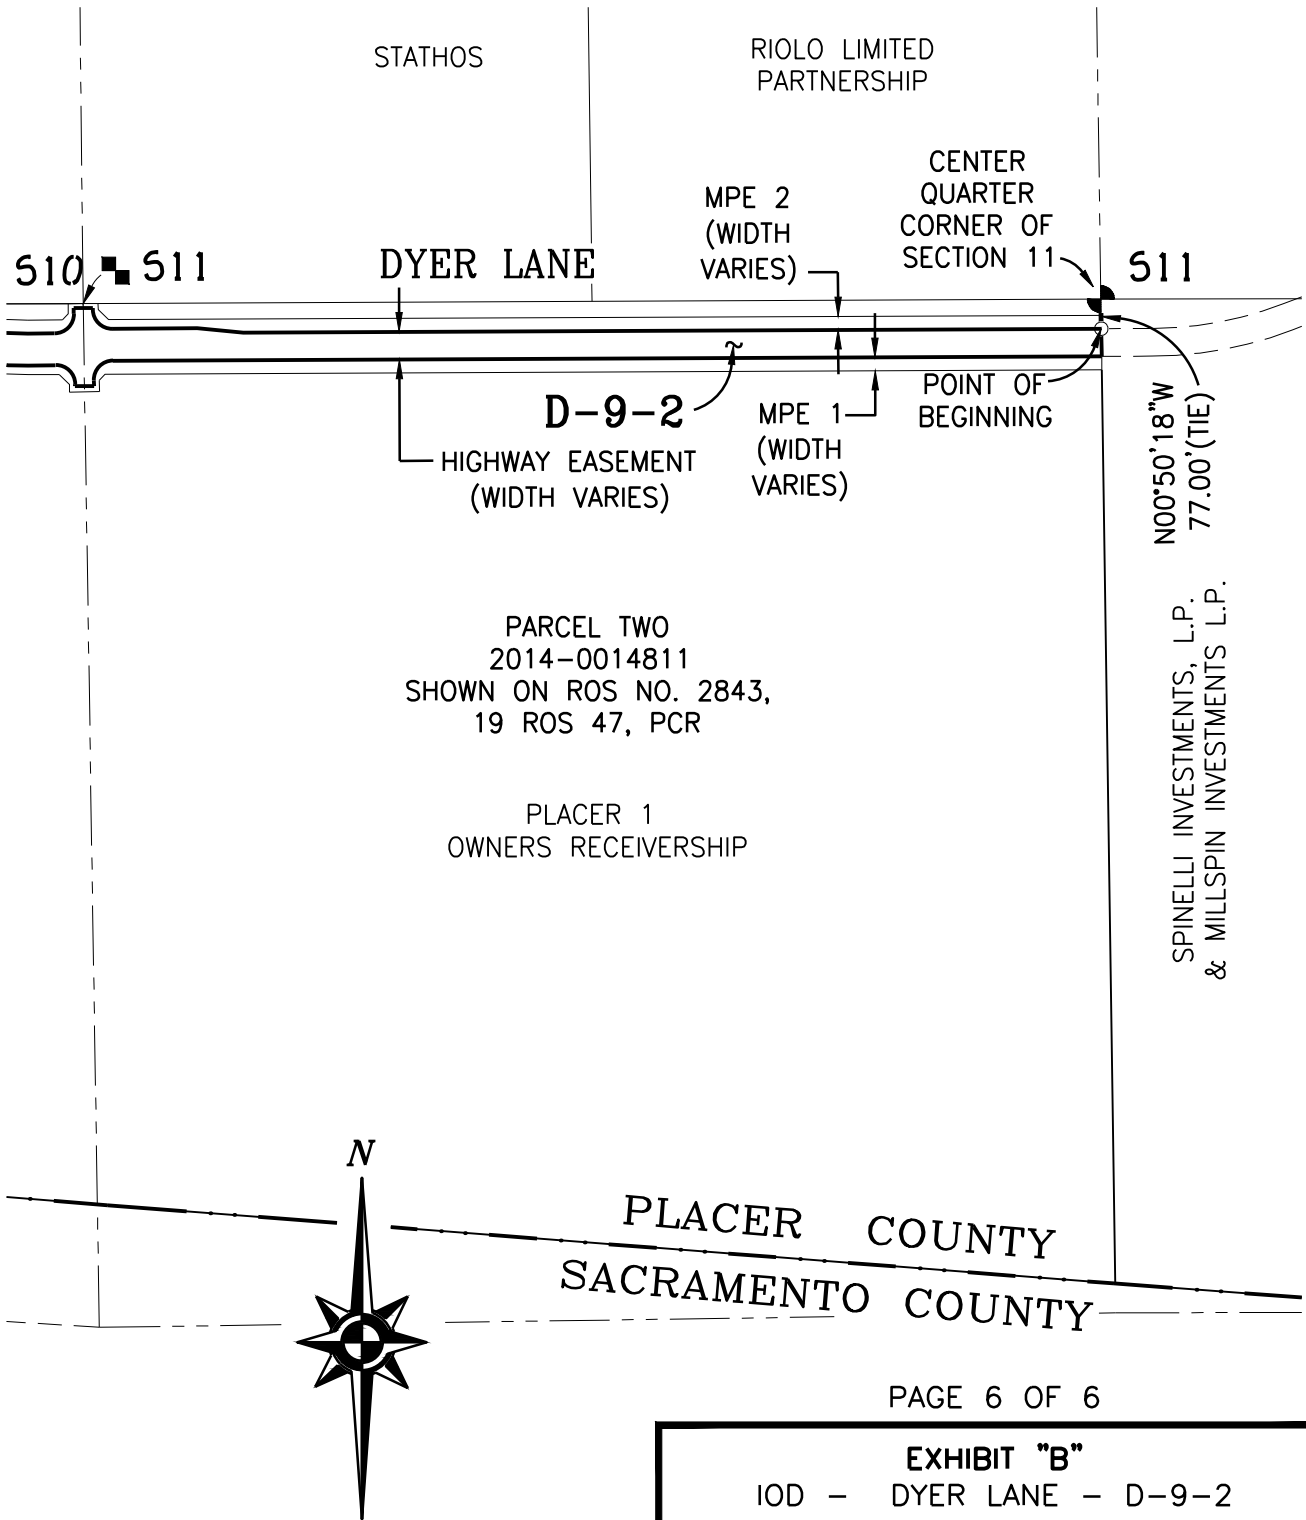 STATHOS
RIOLO LIMITED
PARTNERSHIP
CENTER
QUARTER
CORNER OF
SECTION 11
MPE 2
(WIDTH
VARIES)
S10
S11
DYER LANE
S11
D-9-2
HIGHWAY EASEMENT
(WIDTH VARIES)
MPE 1
(WIDTH
VARIES)
POINT OF
BEGINNING
N00°50'18"W
77.00'(TIE)
PARCEL TWO
2014-0014811
SHOWN ON ROS NO. 2843,
19 ROS 47, PCR
PLACER 1
OWNERS RECEIVERSHIP
SPINELLI INVESTMENTS, L.P.
& MILLSPIN INVESTMENTS L.P.
N
PLACER COUNTY
SACRAMENTO COUNTY
PAGE 6 OF 6
EXHIBIT "B"
IOD - DYER LANE - D-9-2